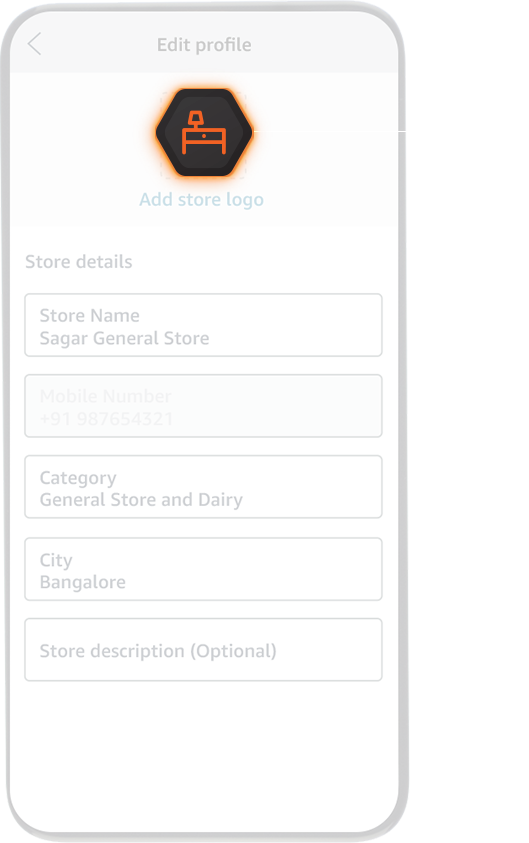 Edit profile
Add store logo
Store details
Store Name
Sagar General Store
Mobile Number
+91 987654321
Category
General Store and Dairy
City
Bangalore
Store description (Optional)